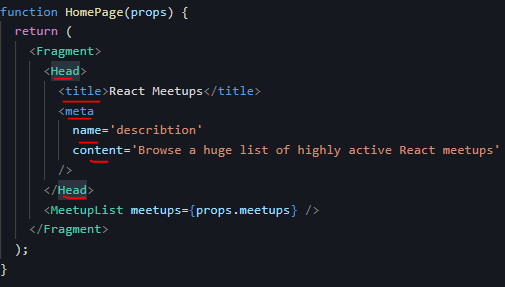 function HomePage(props) {
return (
<Fragment>
<Head>
<title>React Meetups</title>
<meta
name='describtion'
content='Browse a huge list of highly active React meetups'
/>
</Head>
<MeetupList meetups={props.meetups} />
</Fragment>
);
}